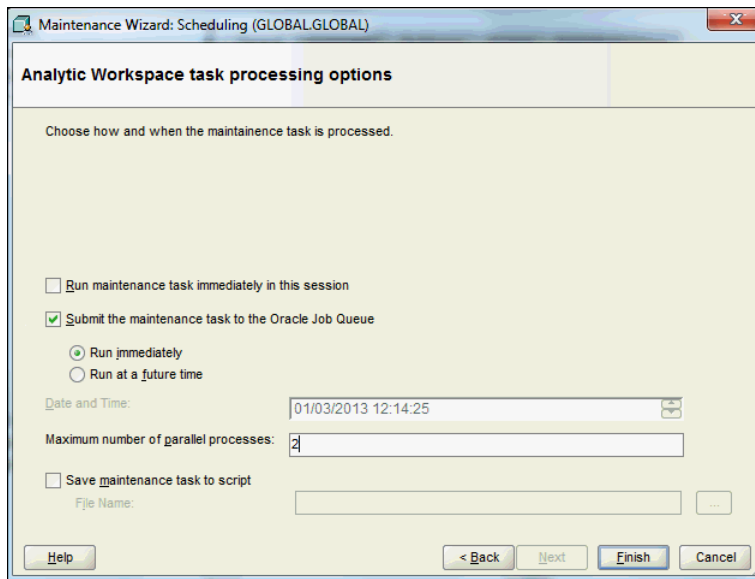 Maintenance Wizard: Scheduling (GLOBAL.GLOBAL)
Analytic Workspace task processing options
Choose how and when the maintainence task is processed.
Run maintenance task immediately in this session
Submit the maintenance task to the Oracle Job Queue
Run immediately
Run at a future time
Date and Time: 01/03/2013 12:14:25
Maximum number of parallel processes: 2
Save maintenance task to script
File Name: ...
Help < Back Next Finish Cancel